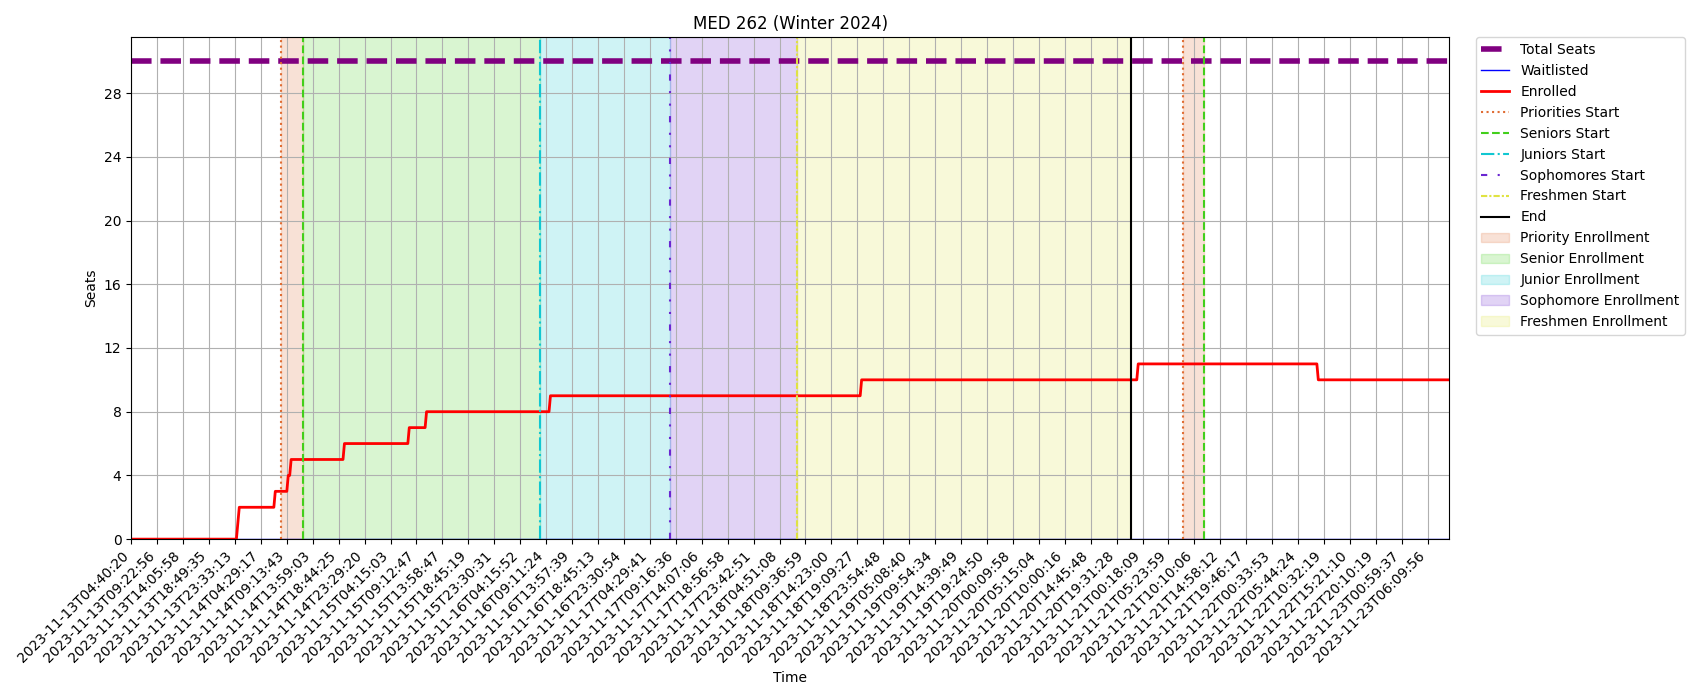 MED 262 (Winter 2024)
Total Seats
Waitlisted
Enrolled
Priorities Start
Seniors Start
Juniors Start
Sophomores Start
Freshmen Start
End
Priority Enrollment
Senior Enrollment
Junior Enrollment
Sophomore Enrollment
Freshmen Enrollment
Seats
28
24
20
16
12
8
4
0
2023-11-13T04:40:20
2023-11-13T09:22:56
2023-11-13T14:05:58
2023-11-13T18:49:35
2023-11-13T23:33:13
2023-11-14T04:29:17
2023-11-14T09:13:43
2023-11-14T13:59:03
2023-11-14T18:44:25
2023-11-14T23:29:20
2023-11-15T04:15:03
2023-11-15T09:12:47
2023-11-15T13:58:47
2023-11-15T18:45:19
2023-11-15T23:30:31
2023-11-16T04:15:52
2023-11-16T09:11:24
2023-11-16T13:57:39
2023-11-16T18:45:13
2023-11-16T23:30:54
2023-11-17T04:29:41
2023-11-17T09:16:36
2023-11-17T14:07:06
2023-11-17T18:56:58
2023-11-17T23:42:51
2023-11-18T04:51:08
2023-11-18T09:36:59
2023-11-18T14:23:00
2023-11-18T19:09:27
2023-11-18T23:54:48
2023-11-19T05:08:40
2023-11-19T09:54:34
2023-11-19T14:39:49
2023-11-19T19:24:50
2023-11-20T00:09:58
2023-11-20T05:15:04
2023-11-20T10:00:16
2023-11-20T14:45:48
2023-11-20T19:31:28
2023-11-21T00:18:09
2023-11-21T05:23:59
2023-11-21T10:10:06
2023-11-21T14:58:12
2023-11-21T19:46:17
2023-11-22T00:33:53
2023-11-22T05:44:24
2023-11-22T10:32:19
2023-11-22T15:21:10
2023-11-22T20:10:19
2023-11-23T00:59:37
2023-11-23T06:09:56
Time